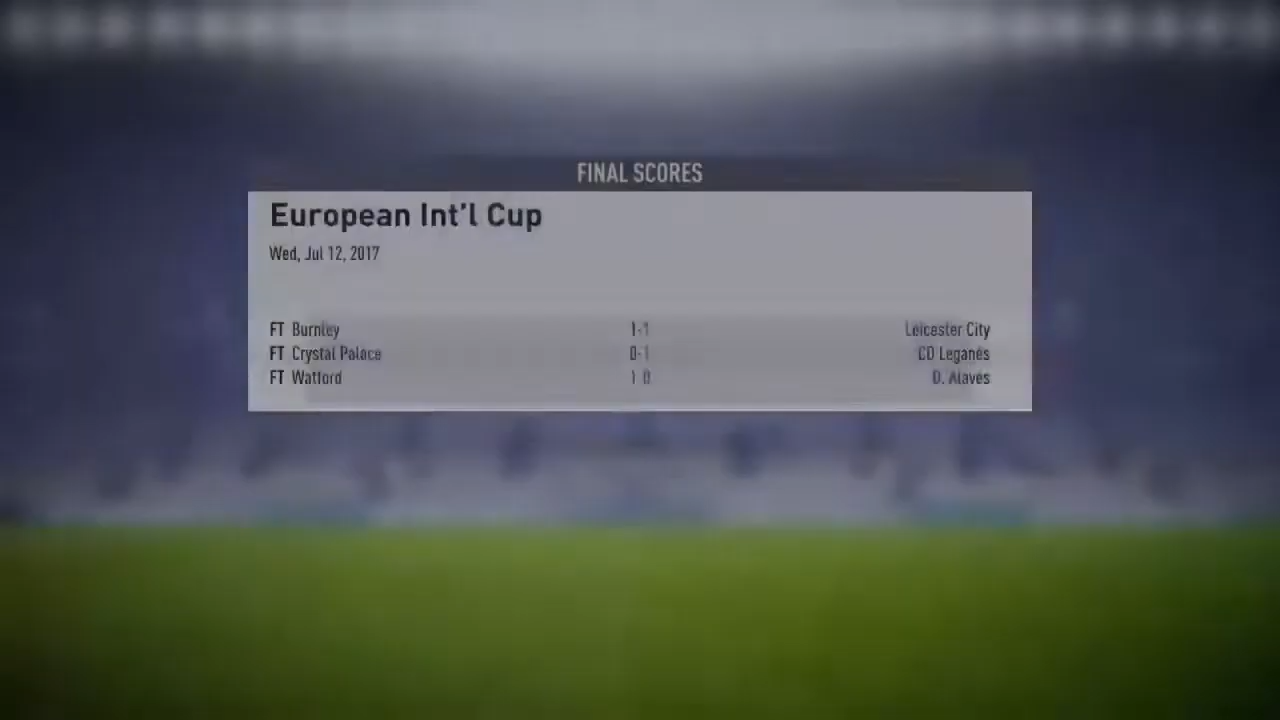 FINAL SCORES
European Int'l Cup
Wed, Jul 12, 2017
FT Burnley 1-1 Leicester City
FT Crystal Palace 0-1 CD Leganés
FT Watford 1-0 D. Alavés